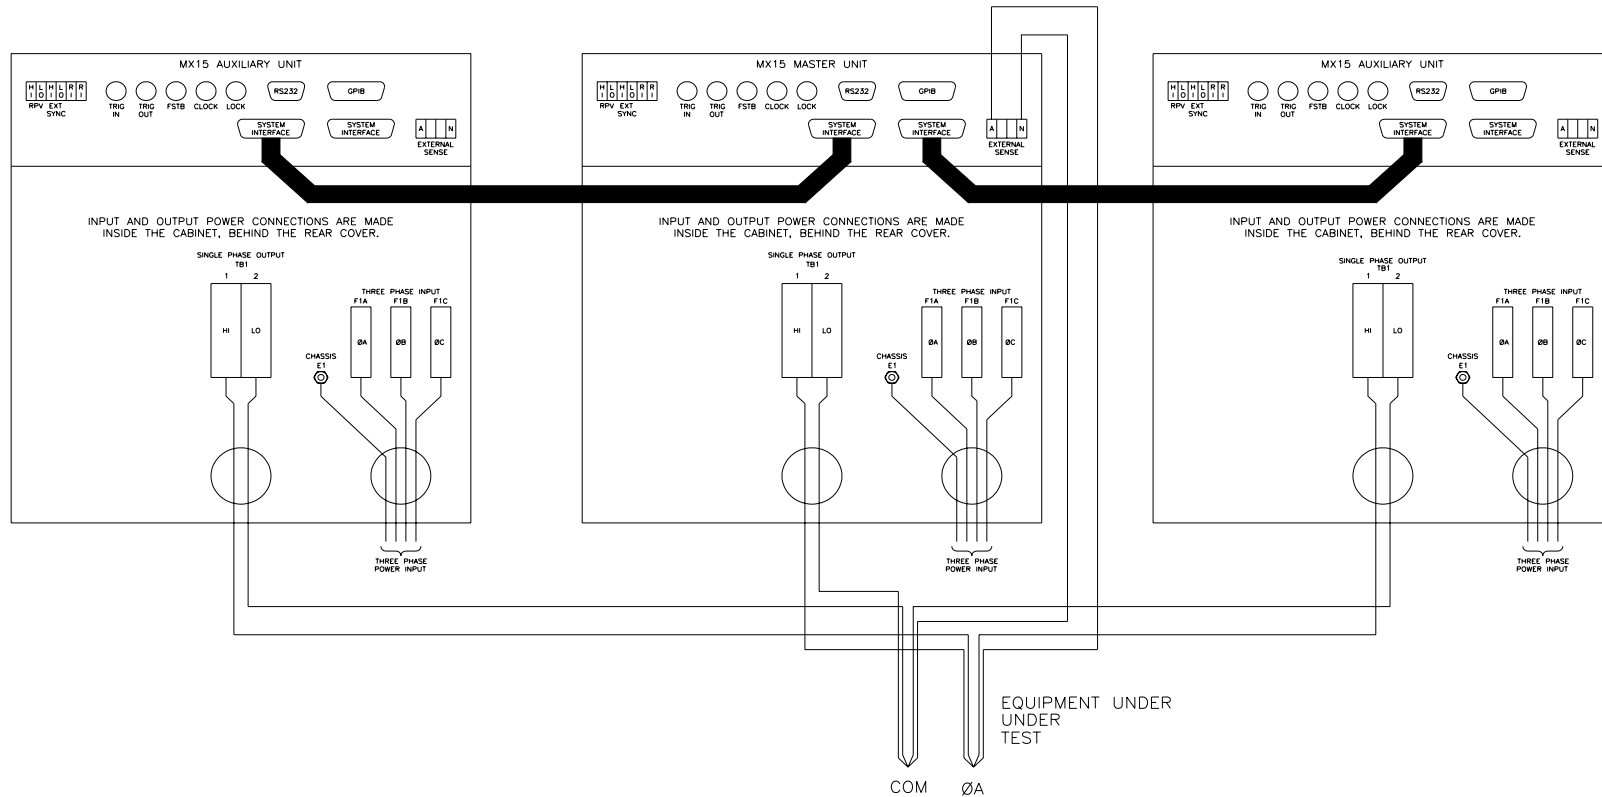 MX15 AUXILIARY UNIT
H L H L R R
I O I O I I
RPV EXT
SYNC
TRIG
IN
TRIG
OUT
FSTB
CLOCK
LOCK
RS232
GPIB
SYSTEM
INTERFACE
SYSTEM
INTERFACE
A N
EXTERNAL
SENSE
INPUT AND OUTPUT POWER CONNECTIONS ARE MADE
INSIDE THE CABINET, BEHIND THE REAR COVER.
SINGLE PHASE OUTPUT
TB1
1 2
HI LO
THREE PHASE INPUT
F1A F1B F1C
ØA ØB ØC
CHASSIS
E1
THREE PHASE
POWER INPUT
MX15 MASTER UNIT
H L H L R R
I O I O I I
RPV EXT
SYNC
TRIG
IN
TRIG
OUT
FSTB
CLOCK
LOCK
RS232
GPIB
SYSTEM
INTERFACE
SYSTEM
INTERFACE
A N
EXTERNAL
SENSE
INPUT AND OUTPUT POWER CONNECTIONS ARE MADE
INSIDE THE CABINET, BEHIND THE REAR COVER.
SINGLE PHASE OUTPUT
TB1
1 2
HI LO
THREE PHASE INPUT
F1A F1B F1C
ØA ØB ØC
CHASSIS
E1
THREE PHASE
POWER INPUT
MX15 AUXILIARY UNIT
H L H L R R
I O I O I I
RPV EXT
SYNC
TRIG
IN
TRIG
OUT
FSTB
CLOCK
LOCK
RS232
GPIB
SYSTEM
INTERFACE
SYSTEM
INTERFACE
A N
EXTERNAL
SENSE
INPUT AND OUTPUT POWER CONNECTIONS ARE MADE
INSIDE THE CABINET, BEHIND THE REAR COVER.
SINGLE PHASE OUTPUT
TB1
1 2
HI LO
THREE PHASE INPUT
F1A F1B F1C
ØA ØB ØC
CHASSIS
E1
THREE PHASE
POWER INPUT
EQUIPMENT UNDER
UNDER
TEST
COM ØA